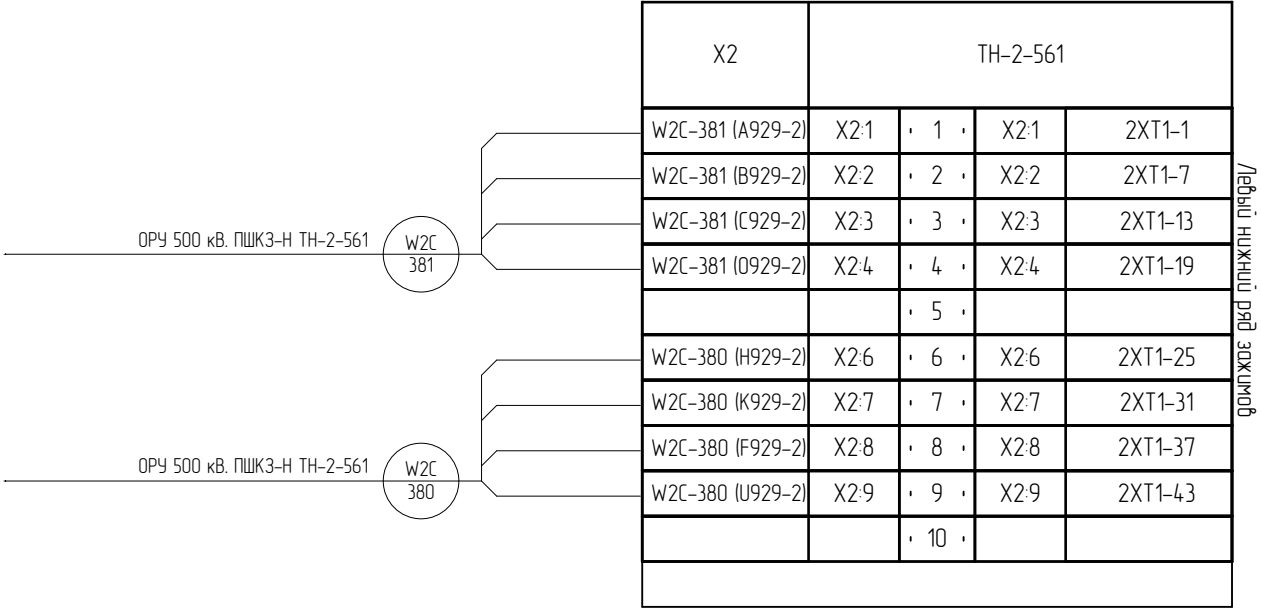 X2 ТН-2-561
W2C-381 (A929-2) X2:1 1 X2:1 2XT1-1
W2C-381 (B929-2) X2:2 2 X2:2 2XT1-7
W2C-381 (C929-2) X2:3 3 X2:3 2XT1-13
W2C-381 (0929-2) X2:4 4 X2:4 2XT1-19
5
W2C-380 (H929-2) X2:6 6 X2:6 2XT1-25
W2C-380 (K929-2) X2:7 7 X2:7 2XT1-31
W2C-380 (F929-2) X2:8 8 X2:8 2XT1-37
W2C-380 (U929-2) X2:9 9 X2:9 2XT1-43
10
ОРУ 500 кВ. ПШКЗ-Н ТН-2-561
W2C
381
ОРУ 500 кВ. ПШКЗ-Н ТН-2-561
W2C
380
Левый нижний ряд зажимов